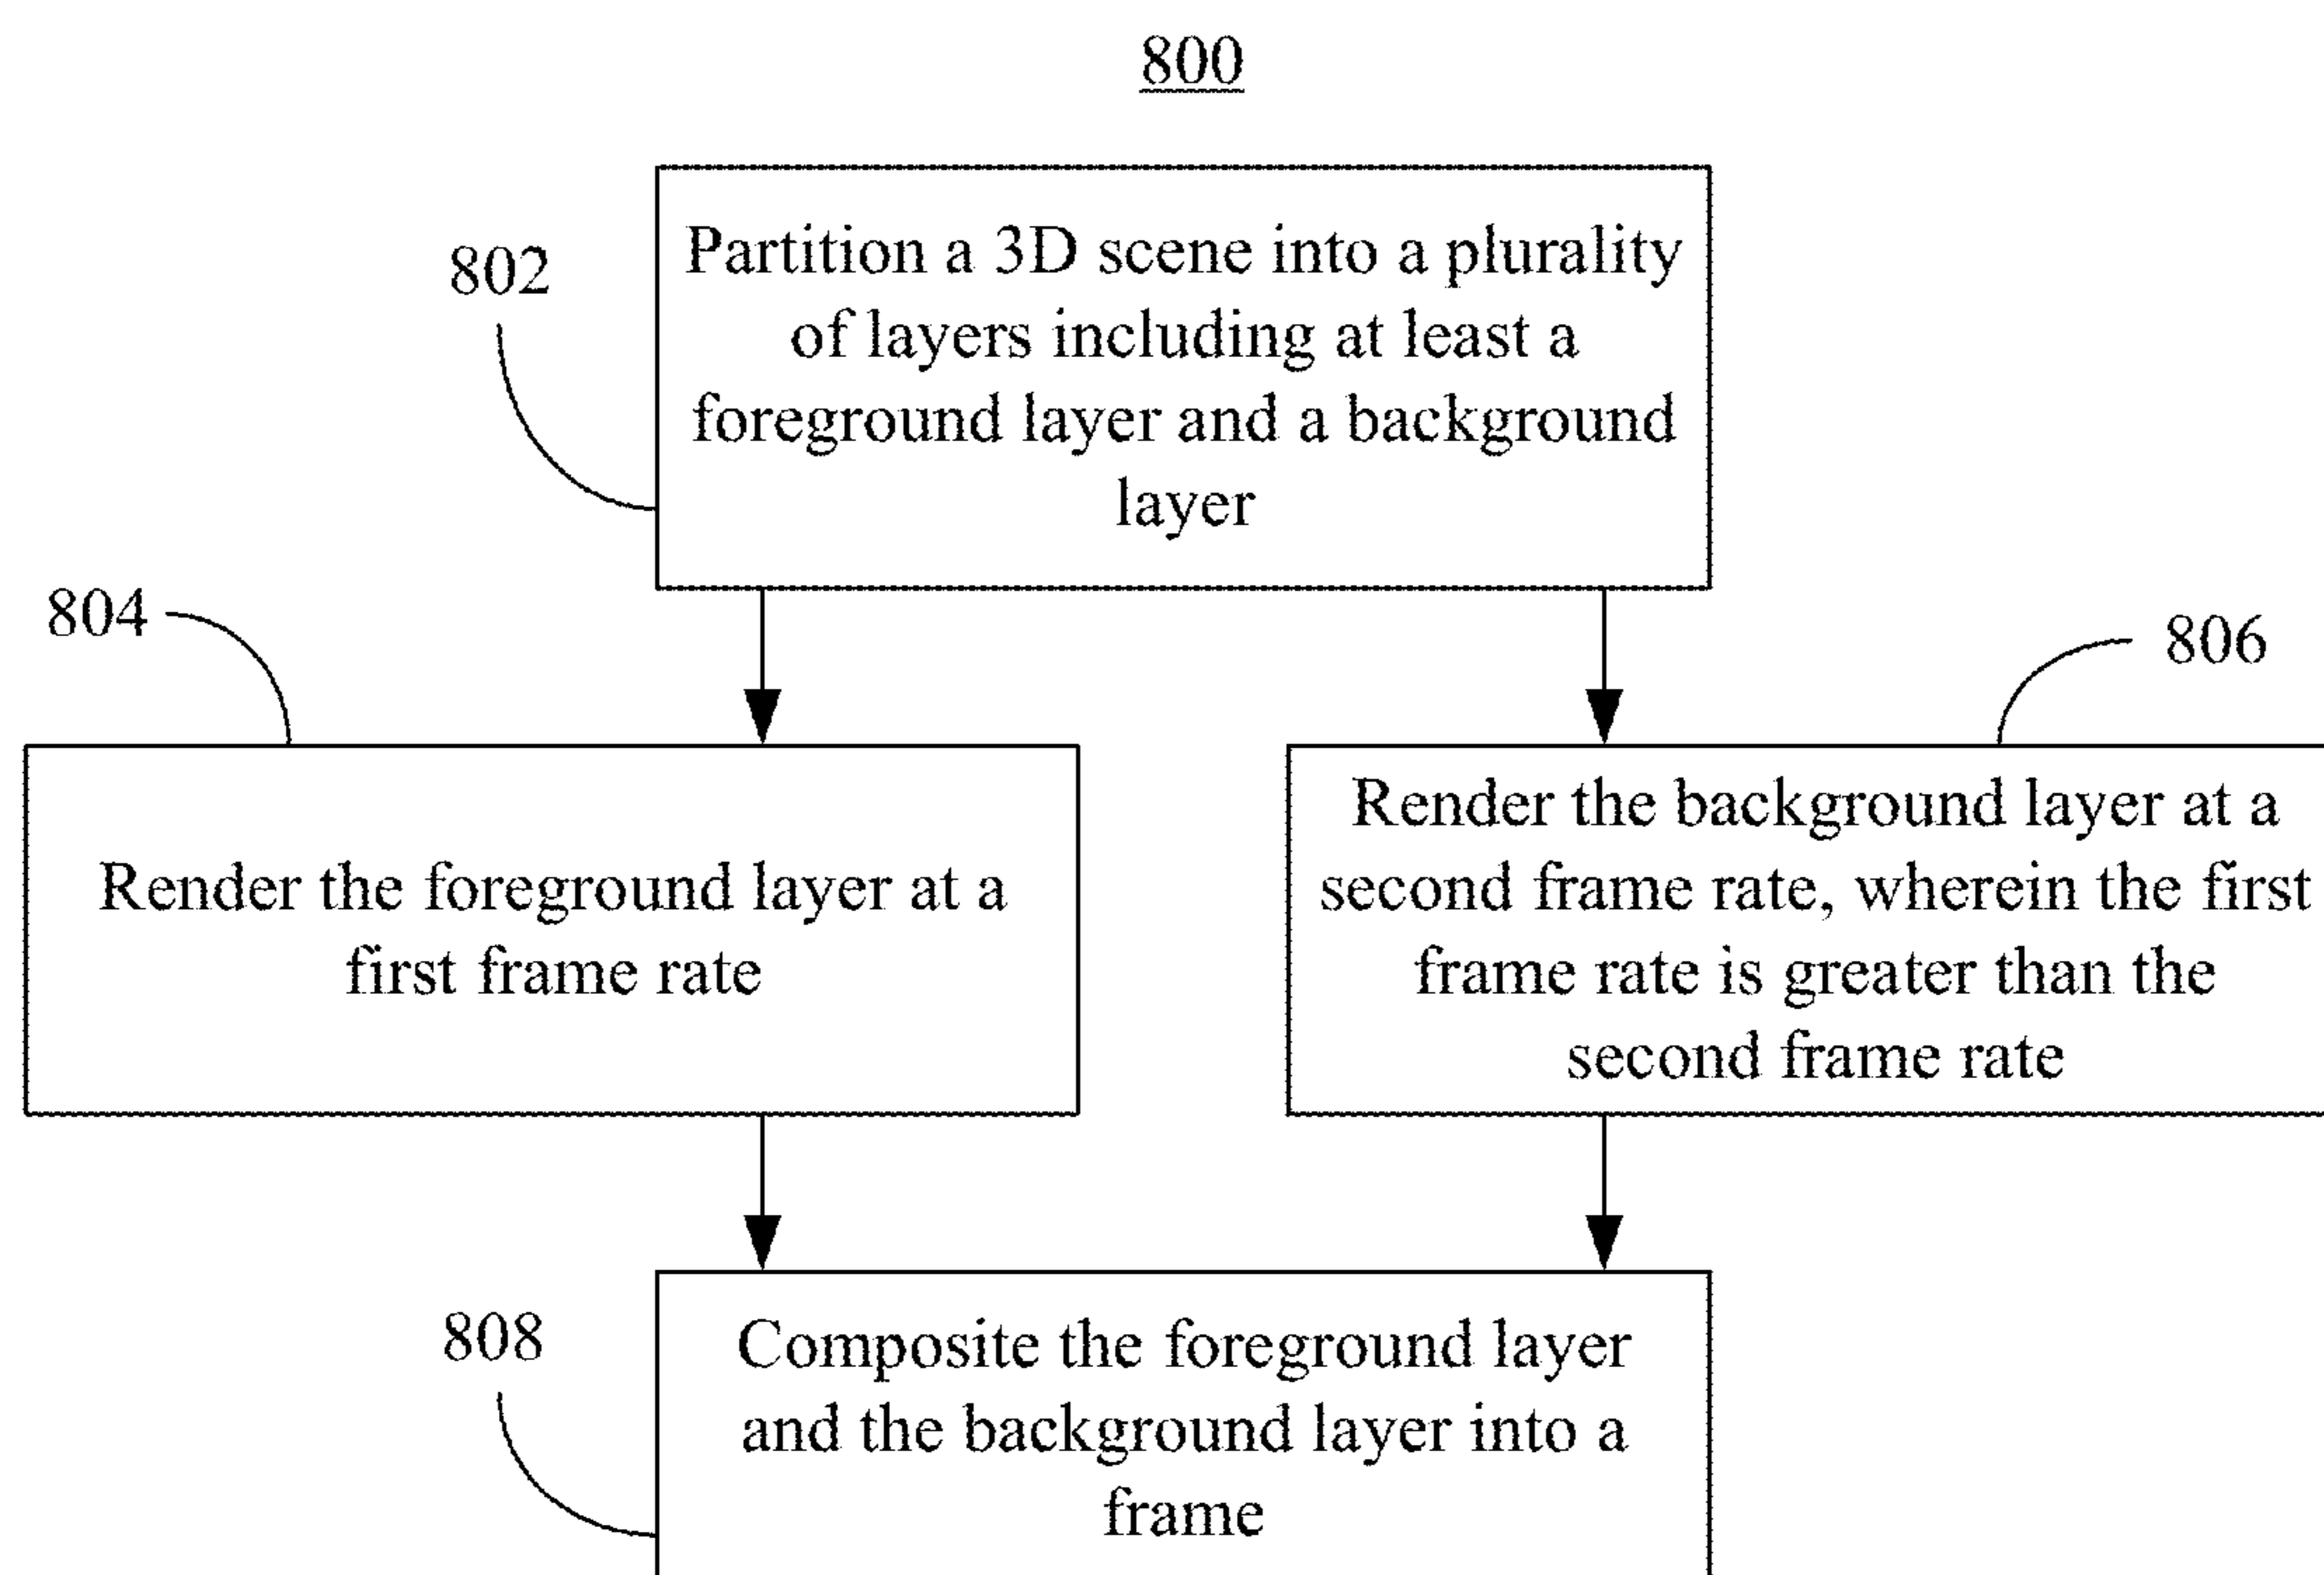 800
802
Partition a 3D scene into a plurality
of layers including at least a
foreground layer and a background
layer
804
806
Render the foreground layer at a
first frame rate
Render the background layer at a
second frame rate, wherein the first
frame rate is greater than the
second frame rate
808
Composite the foreground layer
and the background layer into a
frame